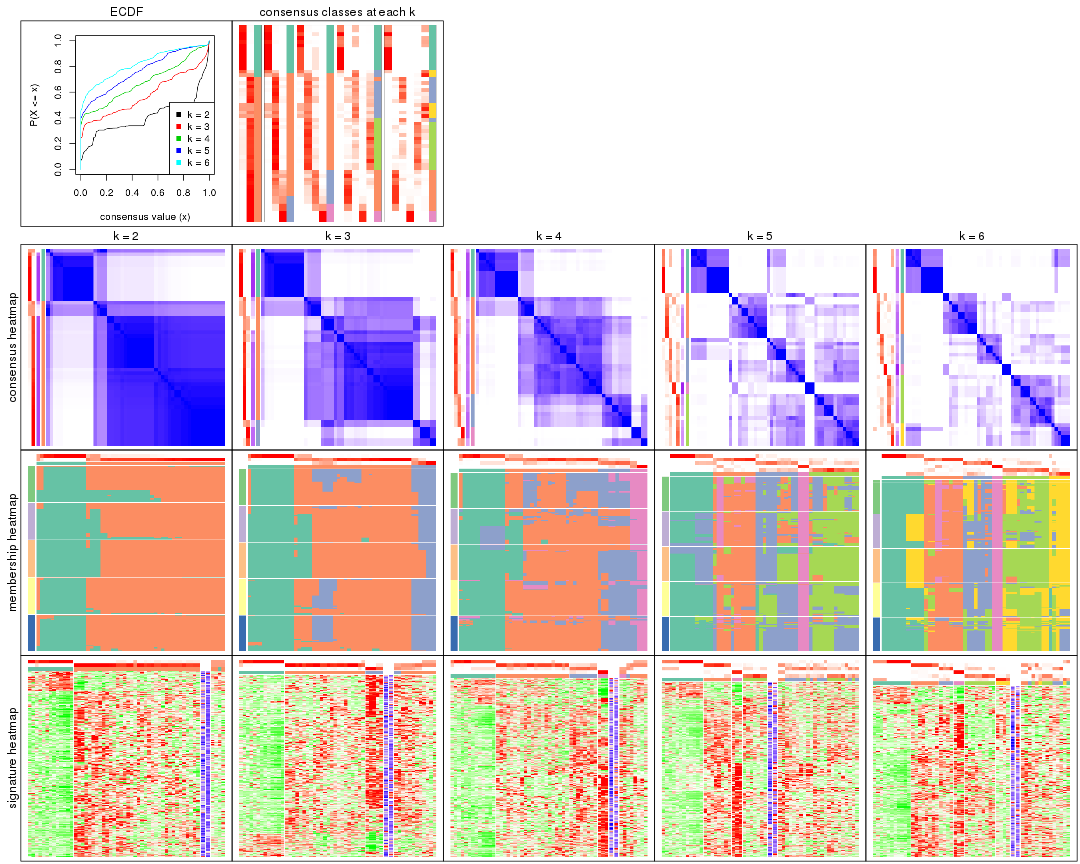 ECDF
consensus classes at each k
P(X <= x)
0.0 0.2 0.4 0.6 0.8 1.0
k = 2
k = 3
k = 4
k = 5
k = 6
0.0 0.2 0.4 0.6 0.8 1.0
consensus value (x)
k = 2
k = 3
k = 4
k = 5
k = 6
consensus heatmap
membership heatmap
signature heatmap